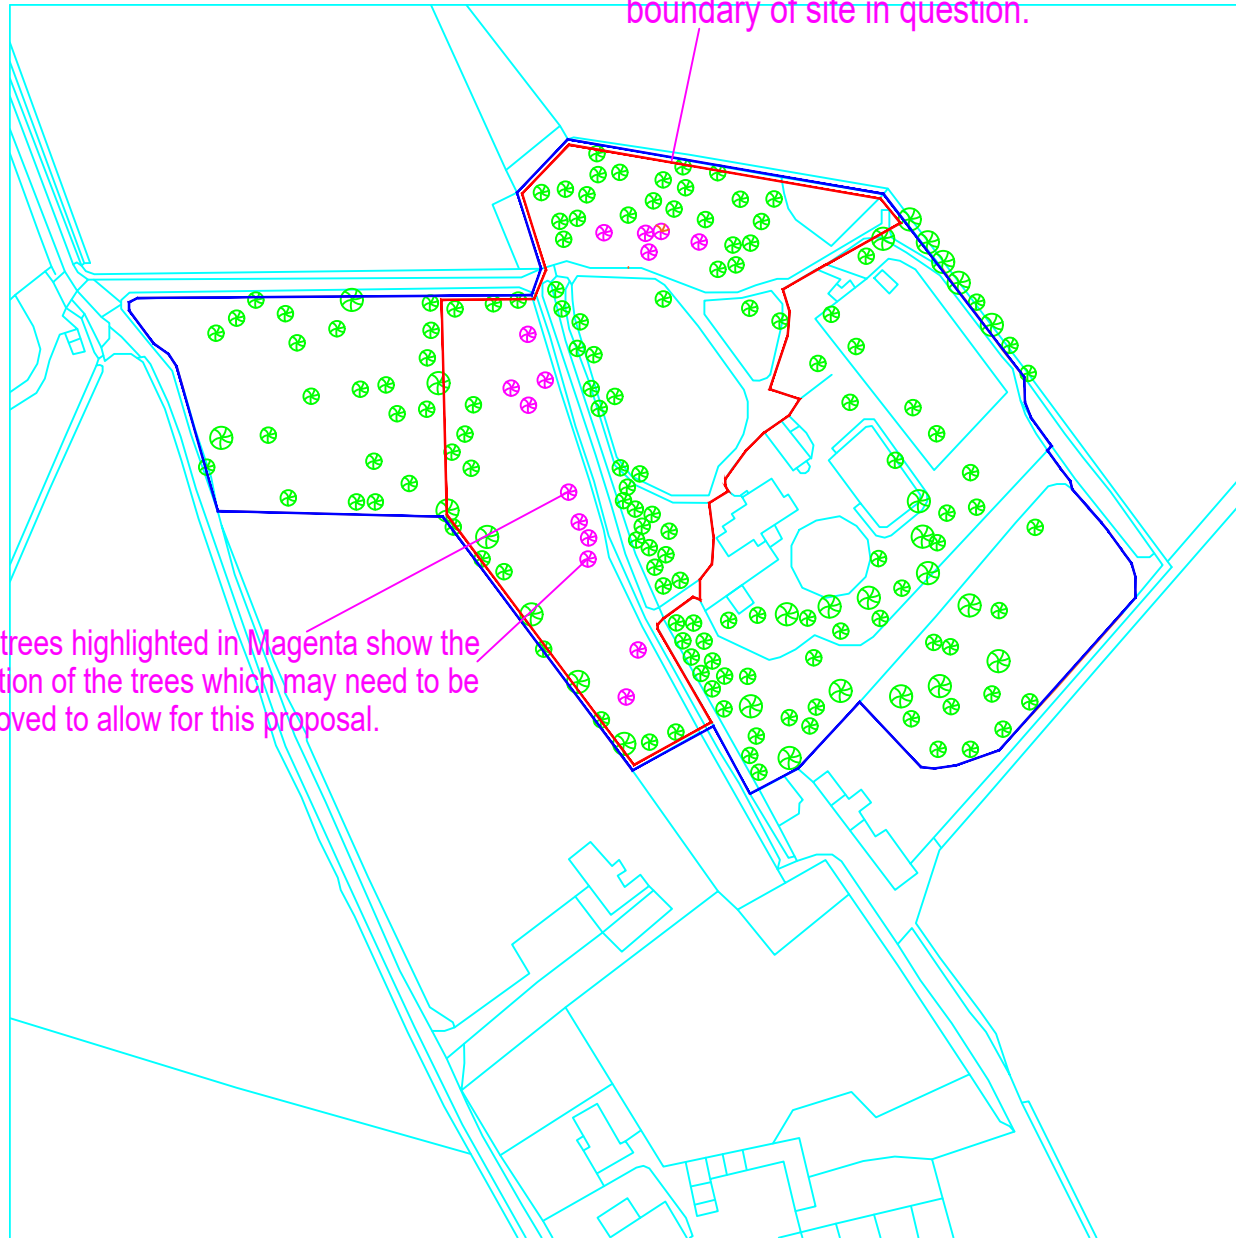 boundary of site in question.
trees highlighted in Magenta show the
tion of the trees which may need to be
oved to allow for this proposal.